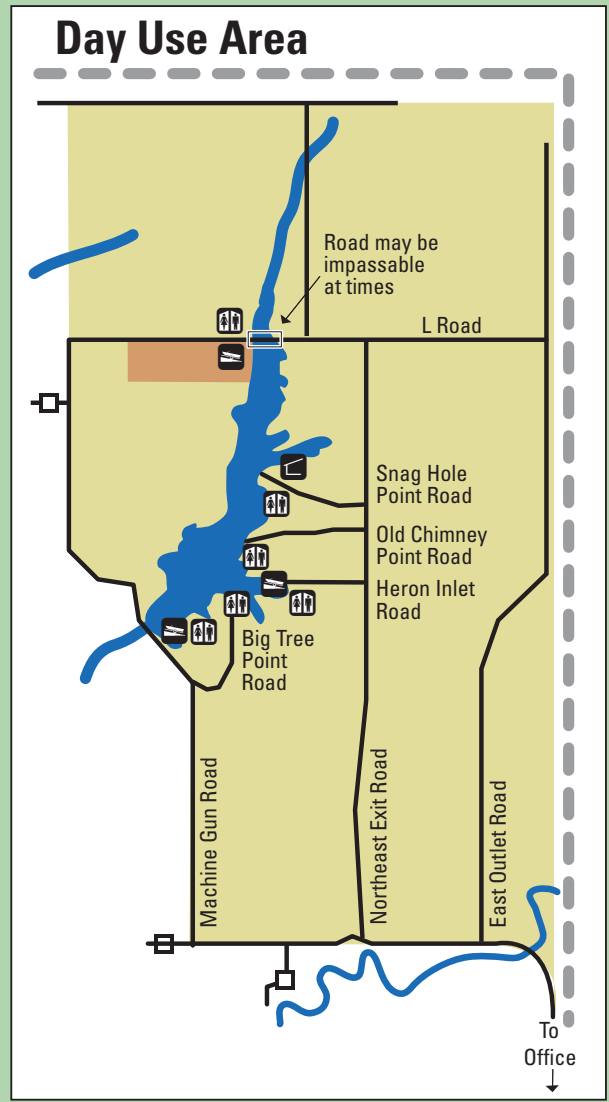 Day Use Area
Road may be
impassable
at times
L Road
Snag Hole
Point Road
Old Chimney
Point Road
Heron Inlet
Road
Big Tree
Point
Road
Machine Gun Road
Northeast Exit Road
East Outlet Road
To
Office